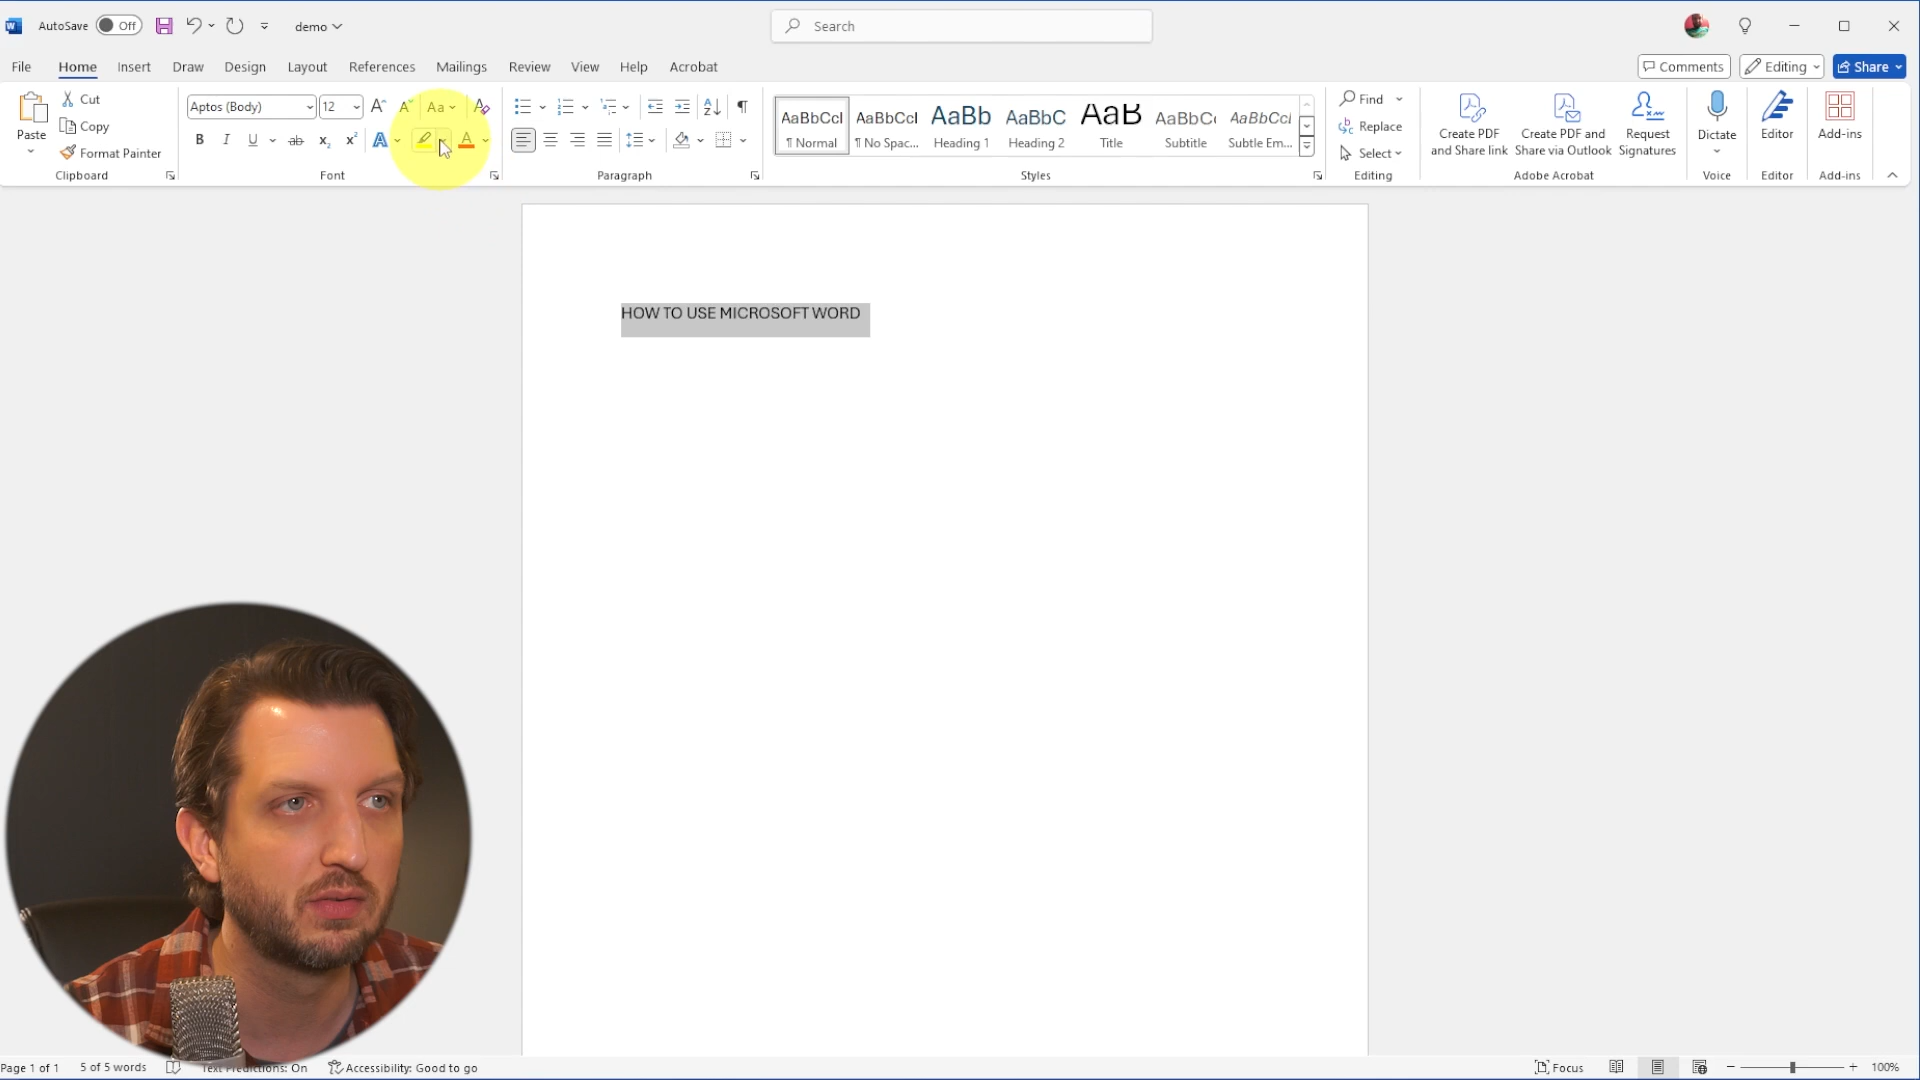 AutoSave Off demo Search
File Home Insert Draw Design Layout References Mailings Review View Help Acrobat Comments Editing Share
Paste
Cut
Copy
Format Painter
Clipboard
Aptos (Body) 12
Font
Paragraph
AaBbCcI
¶ Normal
AaBbCcI
¶ No Spac...
AaBb
Heading 1
AaBbC
Heading 2
AaB
Title
AaBbC
Subtitle
AaBbCcI
Subtle Em...
Styles
Find
Replace
Select
Editing
Create PDF
and Share link
Create PDF and
Share via Outlook
Request
Signatures
Adobe Acrobat
Dictate
Voice
Editor
Editor
Add-ins
Add-ins
HOW TO USE MICROSOFT WORD
Page 1 of 1 5 of 5 words Text Predictions: On Accessibility: Good to go Focus 100%